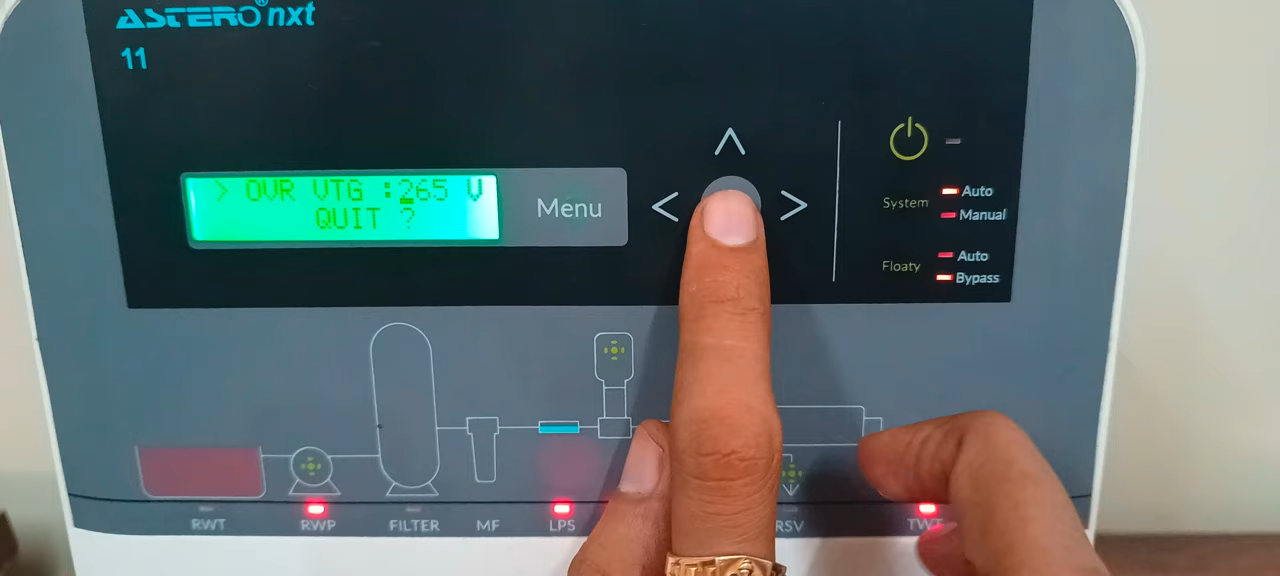 ASTERO® nxt
11
> OVR VTG :265 V
QUIT ?
Menu
System
Auto
Manual
Floaty
Auto
Bypass
RWT RWP FILTER MF LPS RSV TWT